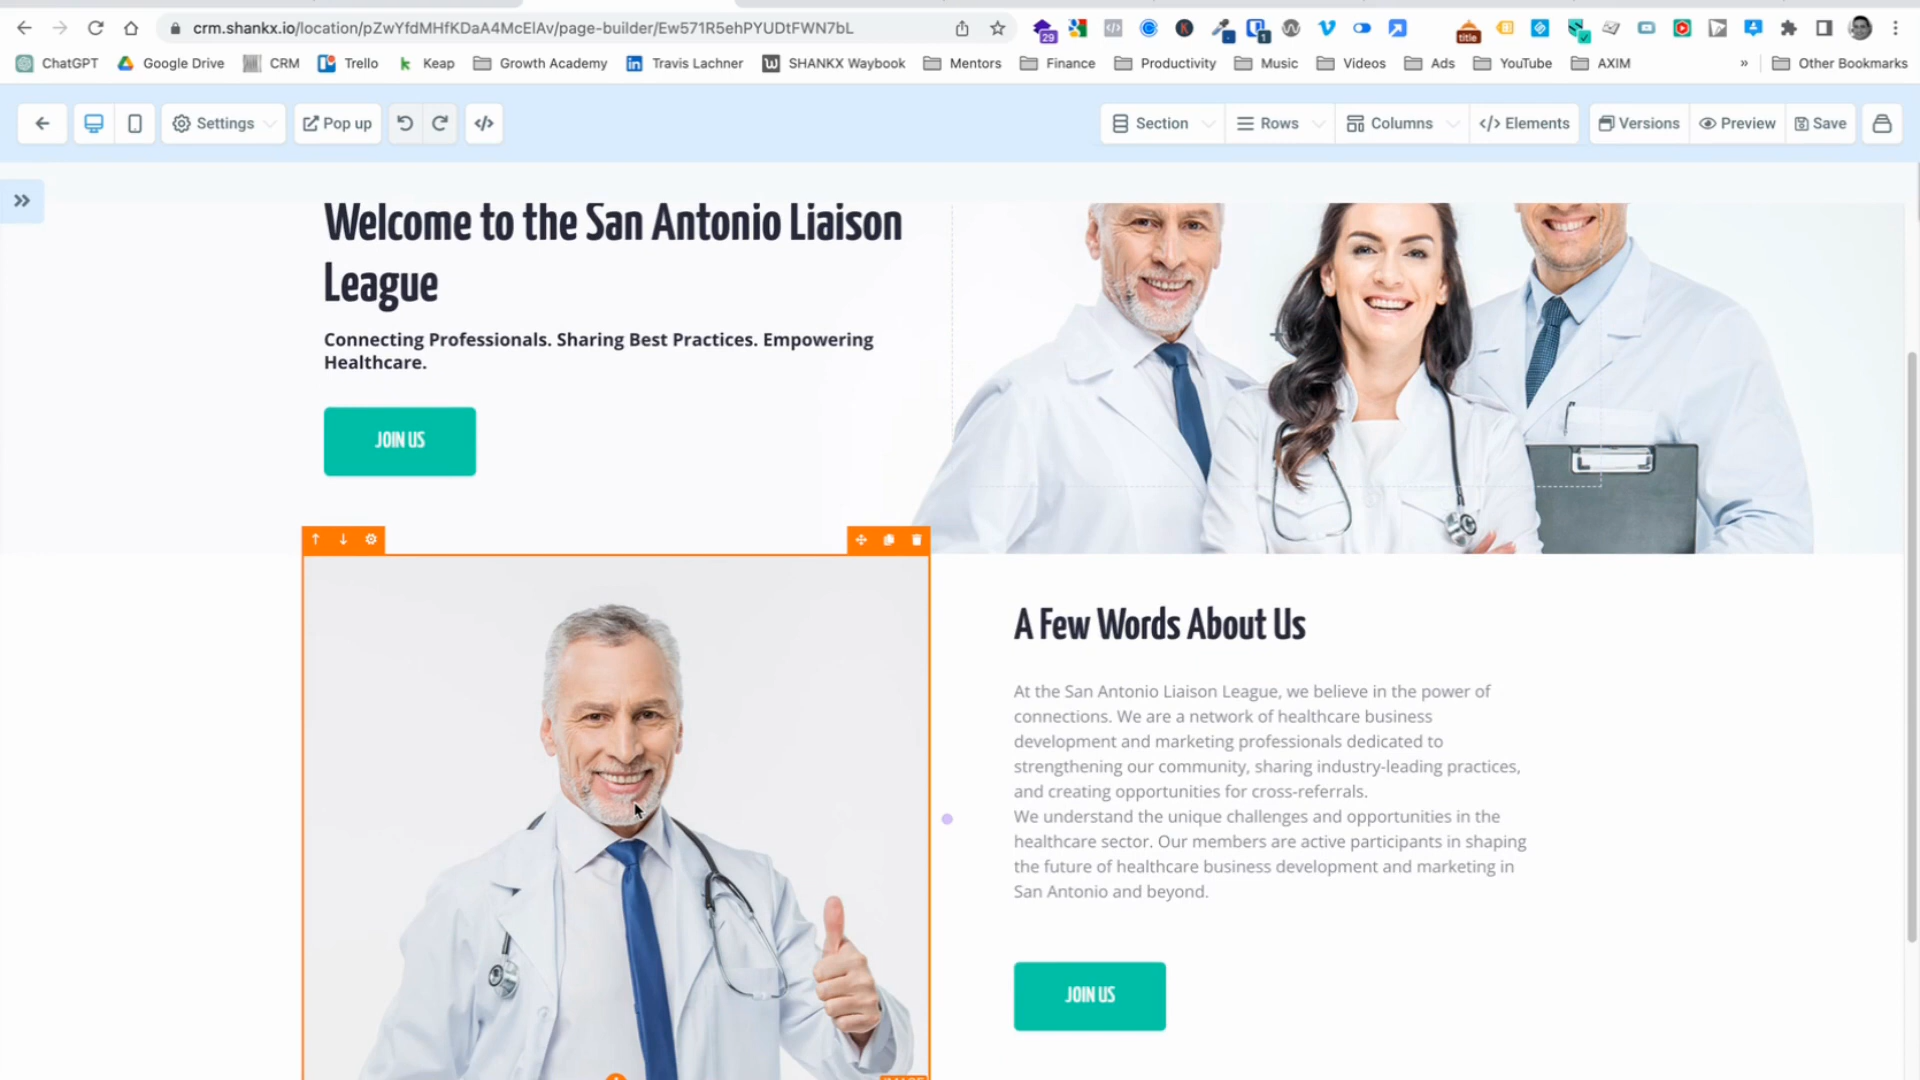 crm.shankx.io/location/pZwYfdMHfKDaA4McElAv/page-builder/Ew571R5ehPYUDtFWN7bL
29
1
title
ChatGPT
Google Drive
CRM
Trello
Keap
Growth Academy
Travis Lachner
SHANKX Waybook
Mentors
Finance
Productivity
Music
Videos
Ads
YouTube
AXIM
»
Other Bookmarks
Settings
Pop up
</>
Section
Rows
Columns
</> Elements
Versions
Preview
Save
Welcome to the San Antonio Liaison
League
Connecting Professionals. Sharing Best Practices. Empowering
Healthcare.
JOIN US
A Few Words About Us
At the San Antonio Liaison League, we believe in the power of
connections. We are a network of healthcare business
development and marketing professionals dedicated to
strengthening our community, sharing industry-leading practices,
and creating opportunities for cross-referrals.
We understand the unique challenges and opportunities in the
healthcare sector. Our members are active participants in shaping
the future of healthcare business development and marketing in
San Antonio and beyond.
JOIN US